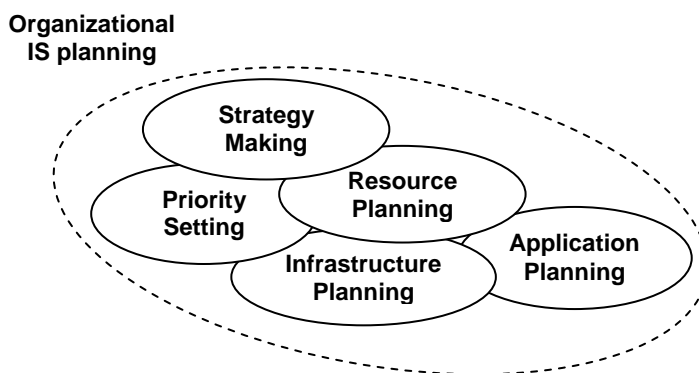 Organizational
IS planning
Strategy
Making
Resource
Planning
Priority
Setting
Application
Planning
Infrastructure
Planning